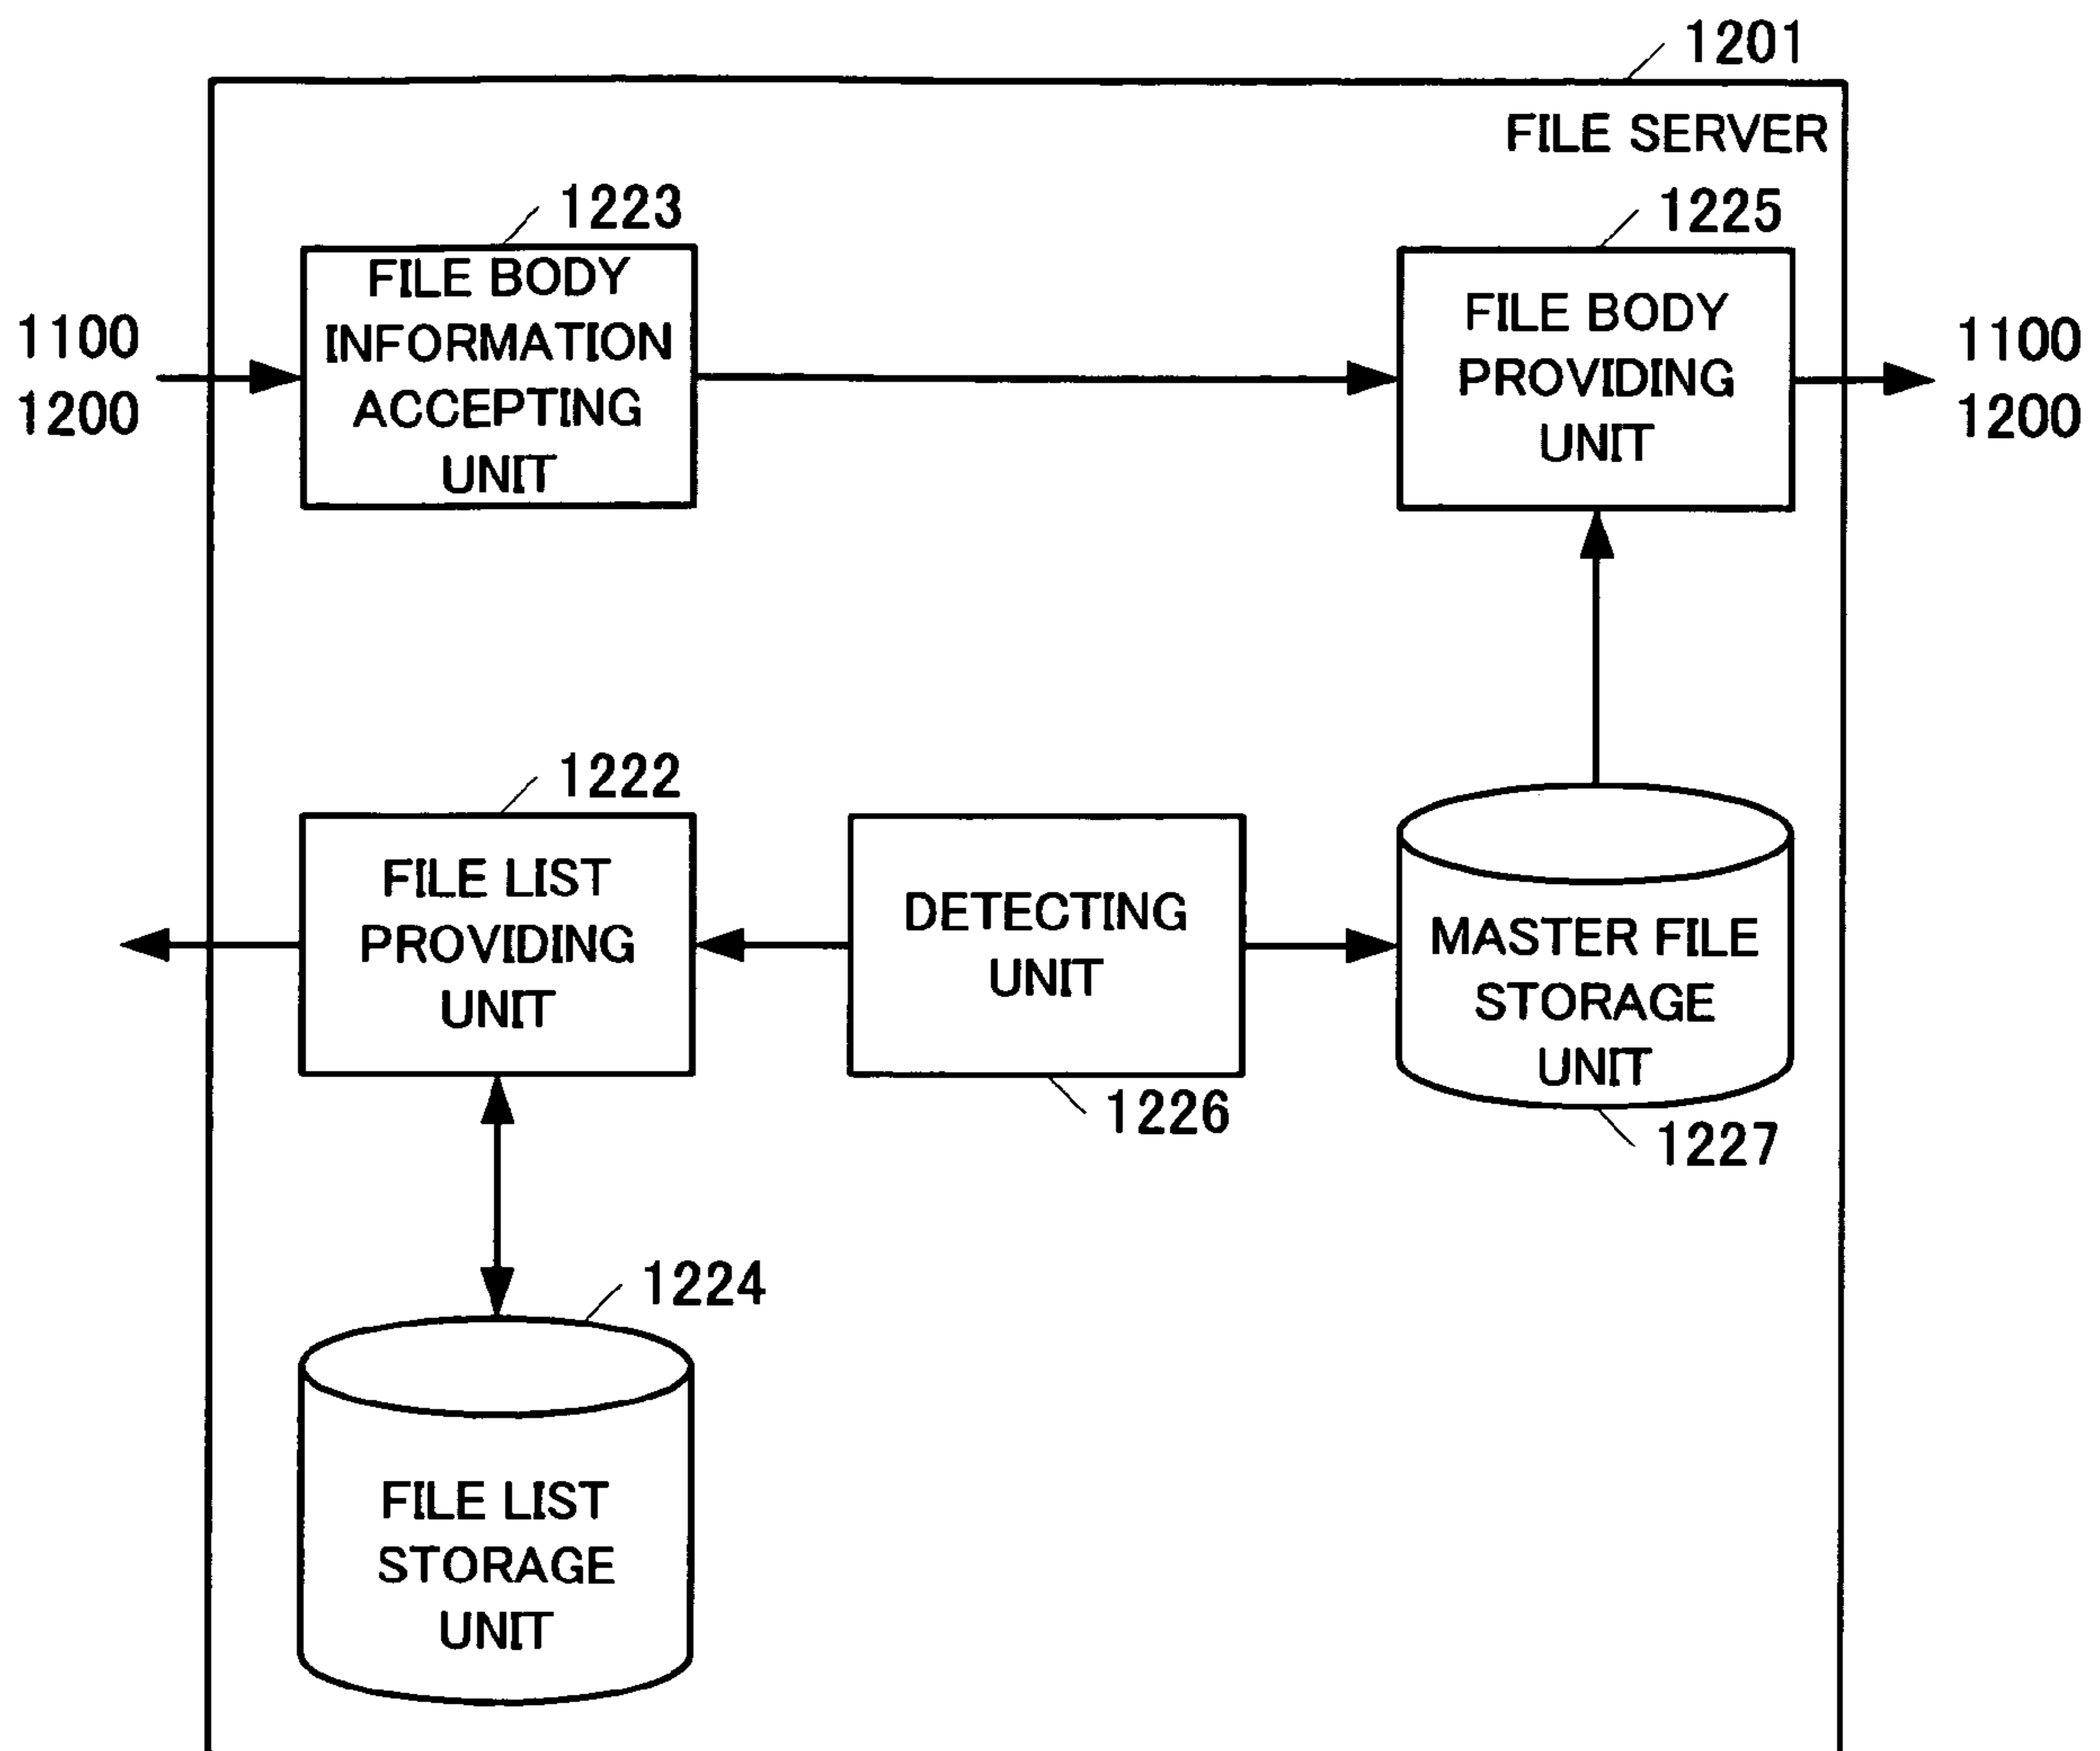 1201
FILE SERVER
1223
1225
FILE BODY
INFORMATION
ACCEPTING
UNIT
FILE BODY
PROVIDING
UNIT
1100
1200
1100
1200
1222
FILE LIST
PROVIDING
UNIT
DETECTING
UNIT
1226
MASTER FILE
STORAGE
UNIT
1227
1224
FILE LIST
STORAGE
UNIT